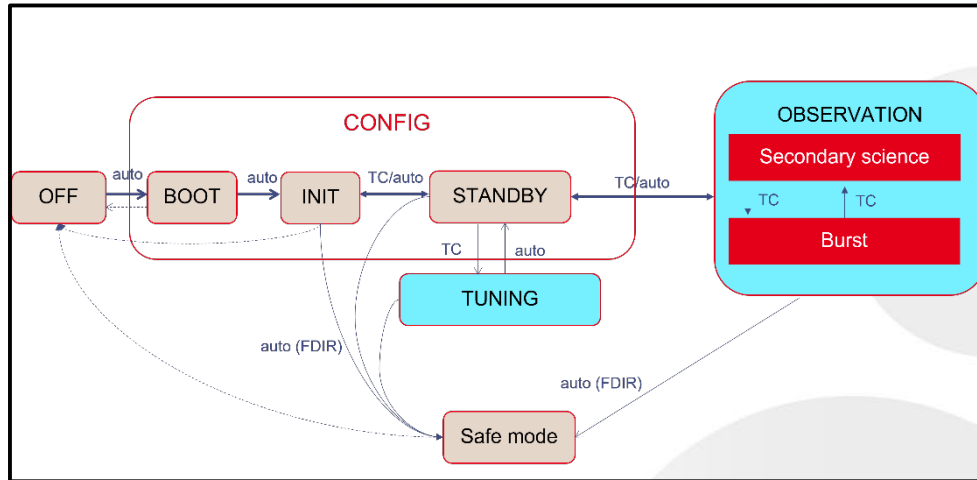 CONFIG
OBSERVATION
Secondary science
TC
TC
Burst
auto
auto
TC/auto
TC/auto
OFF
BOOT
INIT
STANDBY
TC
auto
TUNING
auto (FDIR)
auto (FDIR)
Safe mode